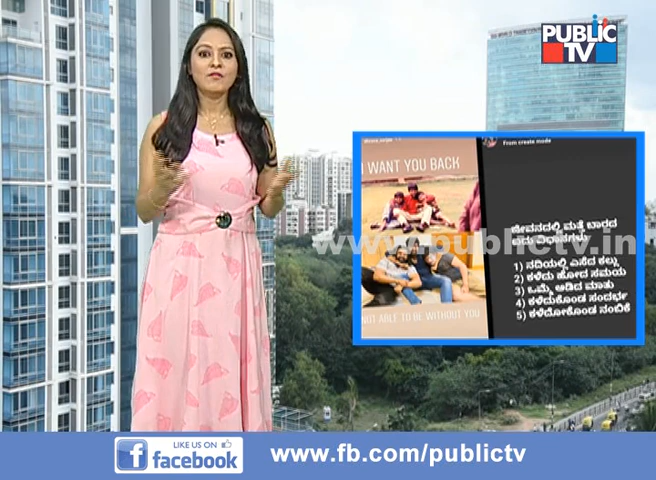 PUBLIC
TV
From create mode
I WANT YOU BACK
ಜೀವನದಲ್ಲಿ ಮತ್ತೆ ಬಾರದ
ಐದು ವಿಧಾನಗಳು
www.publictv.in
1) ನದಿಯಲ್ಲಿ ಎಸೆದ ಕಲ್ಲು
2) ಕಳೆದು ಹೋದ ಸಮಯ
3) ಒಮ್ಮೆ ಆಡಿದ ಮಾತು
4) ಕಳೆದುಕೊಂಡ ಸಂದರ್ಭ
5) ಕಳೆದೋಕೊಂಡ ನಂಬಿಕೆ
NOT ABLE TO BE WITHOUT YOU
LIKE US ON
facebook
www.fb.com/publictv